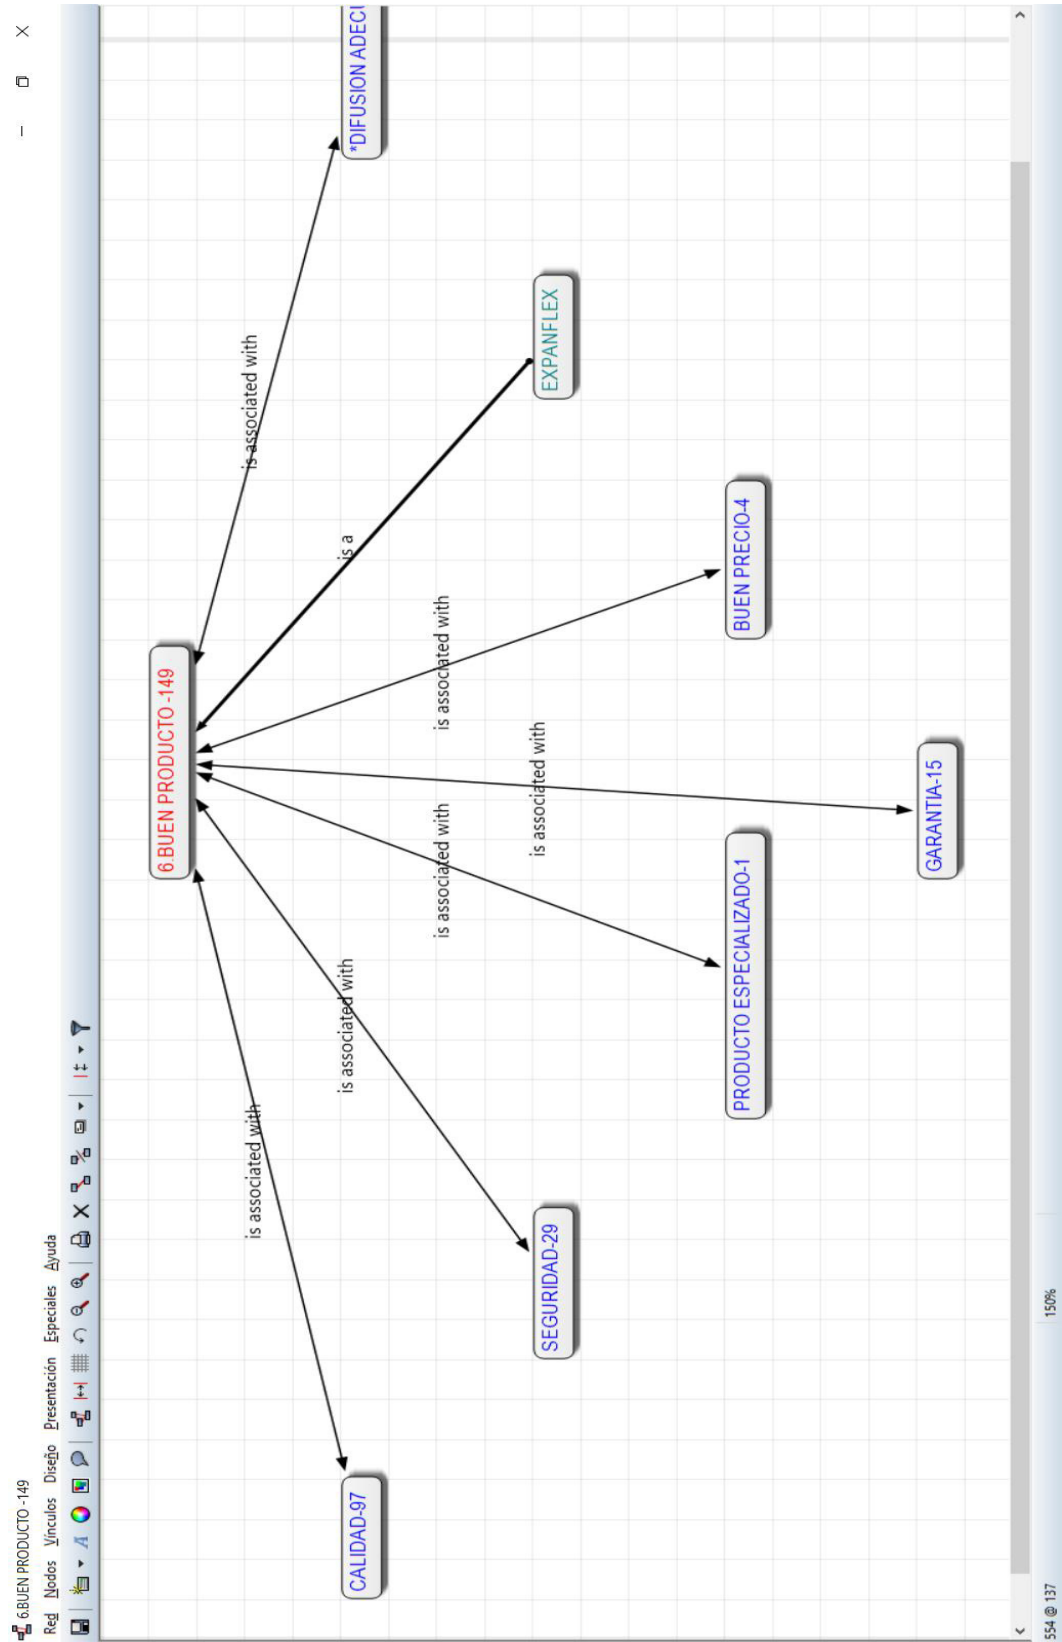 6.BUEN PRODUCTO -149
Red Nodos Vínculos Diseño Presentación Especiales Ayuda
6.BUEN PRODUCTO -149
is associated with
is associated with
CALIDAD-97
*DIFUSION ADECU
is associated with
is a
is associated with
is associated with
is associated with
SEGURIDAD-29
EXPANFLEX
PRODUCTO ESPECIALIZADO-1
BUEN PRECIO-4
GARANTIA-15
554 @ 137
150%